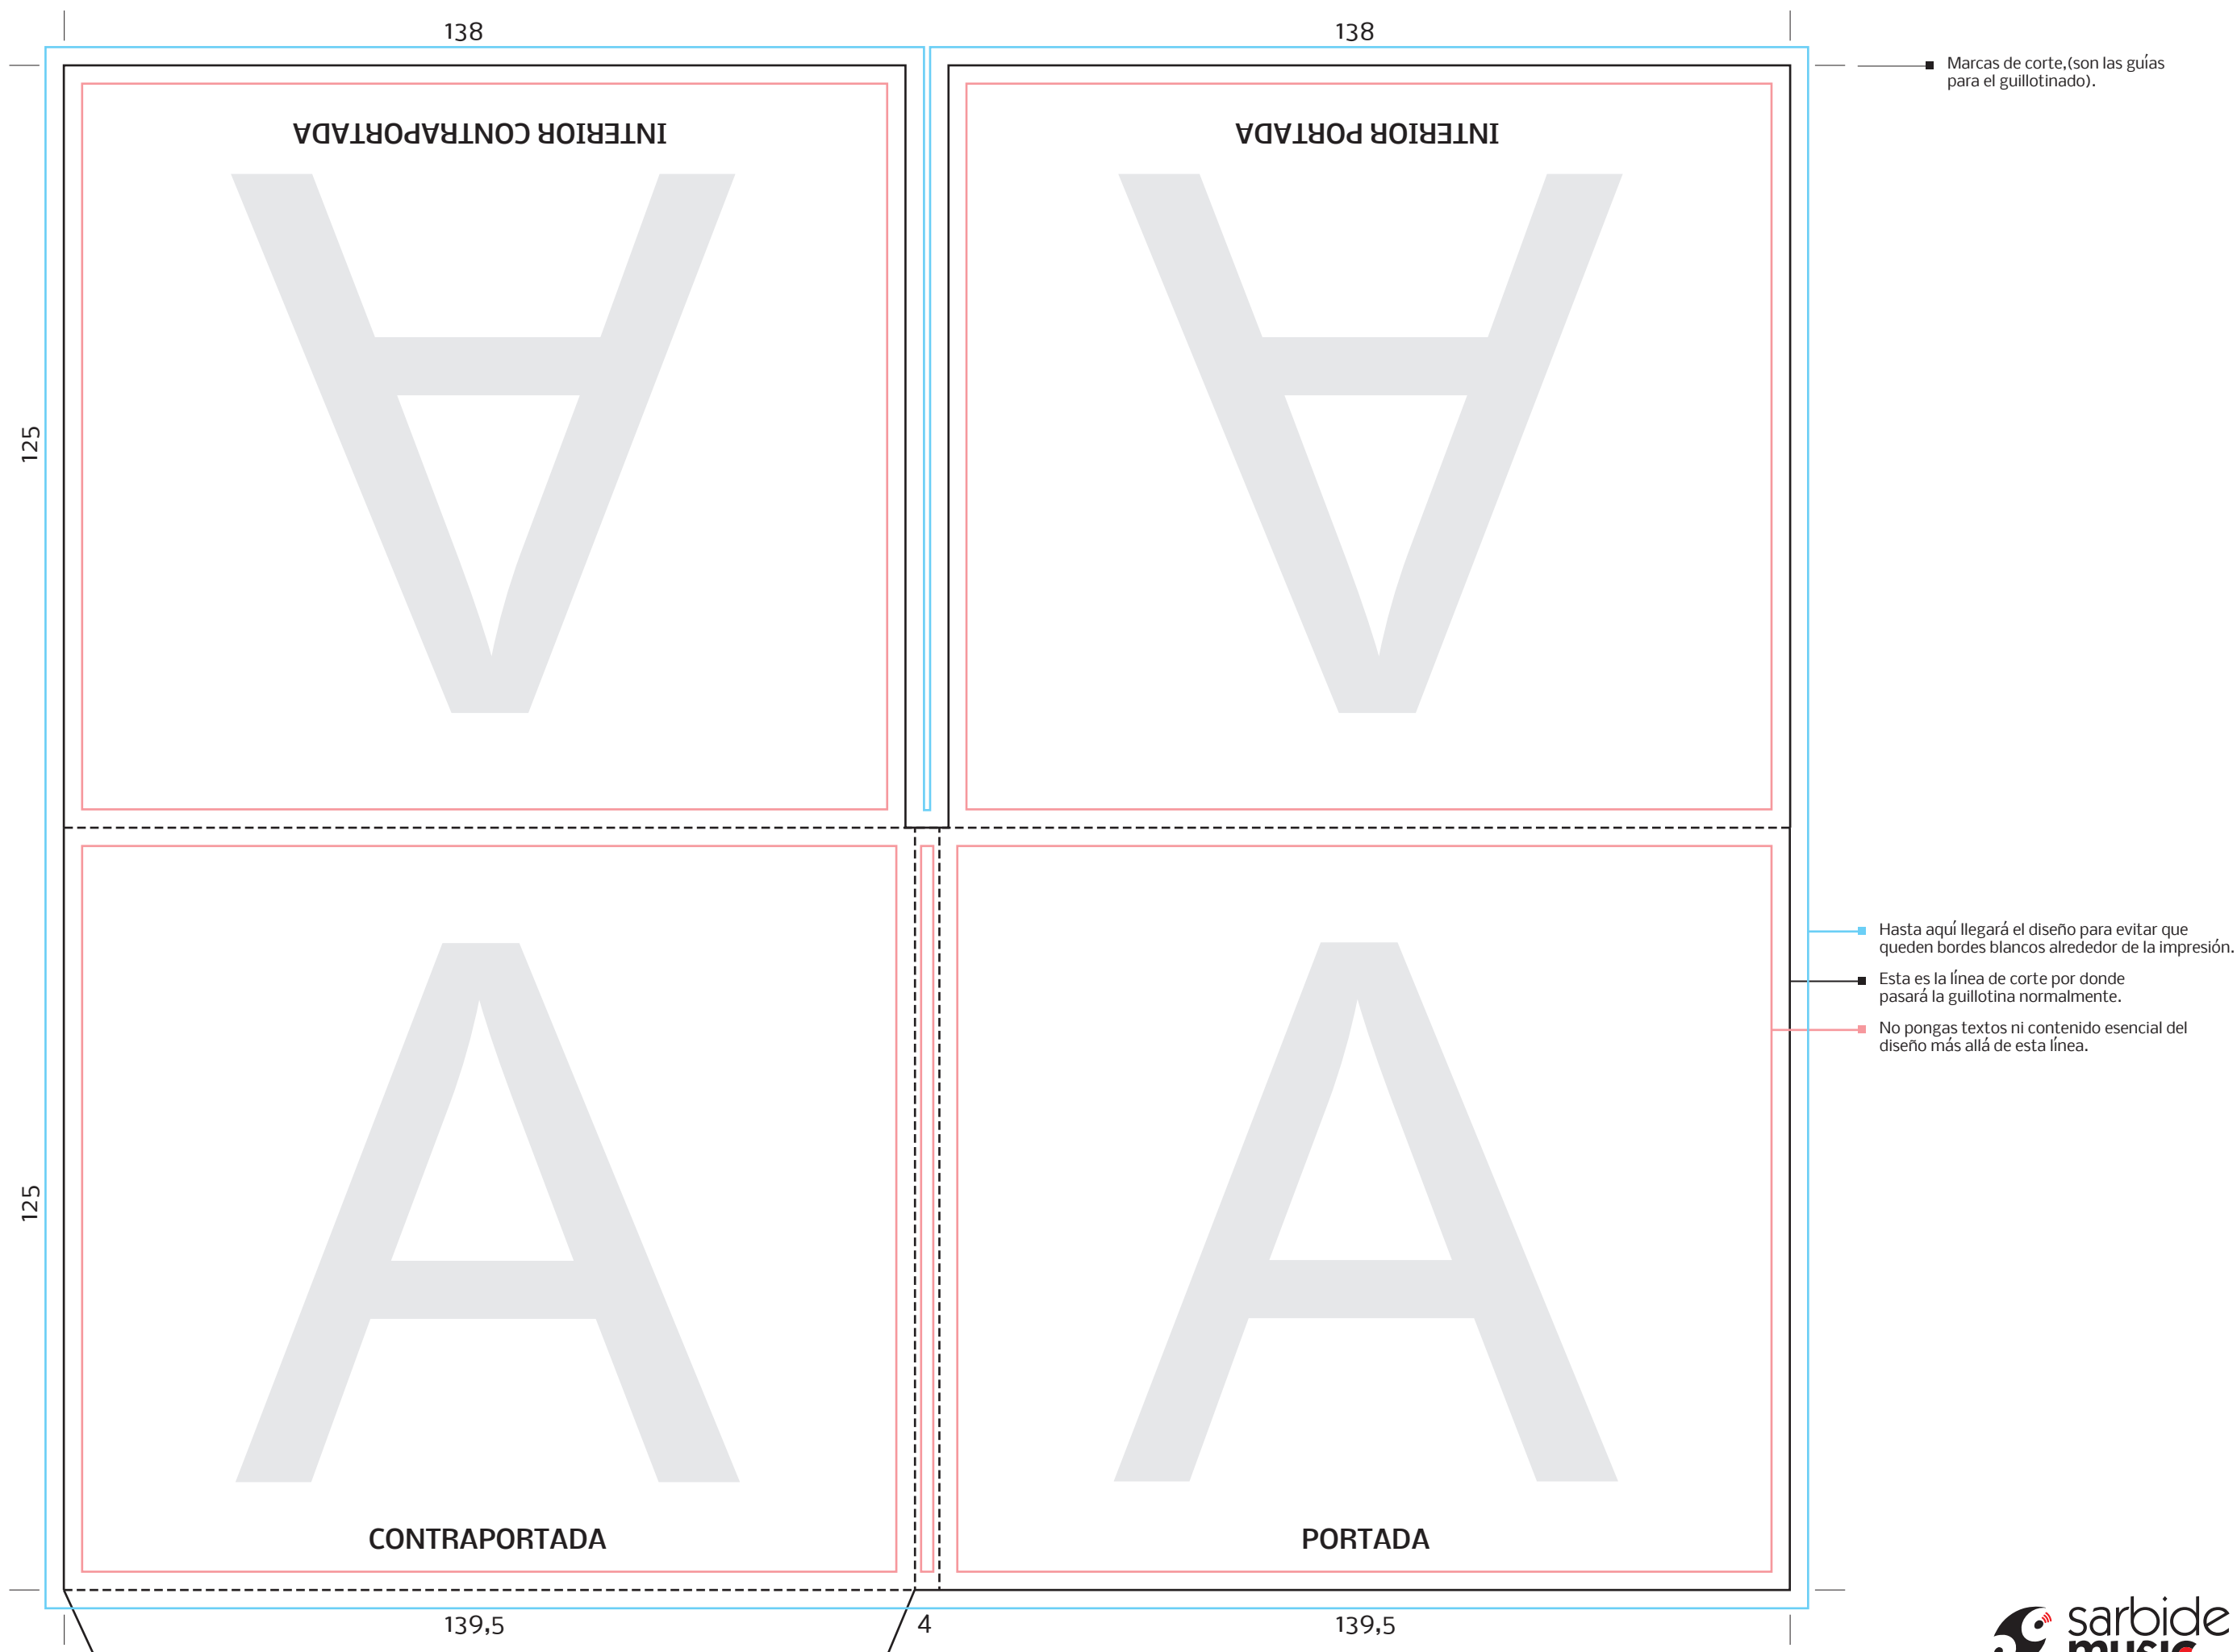 138
138
Marcas de corte,(son las guías
para el guillotinado).
INTERIOR CONTRAPORTADA
INTERIOR PORTADA
A
A
125
Hasta aquí llegará el diseño para evitar que
queden bordes blancos alrededor de la impresión.
Esta es la línea de corte por donde
pasará la guillotina normalmente.
No pongas textos ni contenido esencial del
diseño más allá de esta línea.
A
A
125
CONTRAPORTADA
PORTADA
139,5
4
139,5
sarbide
music